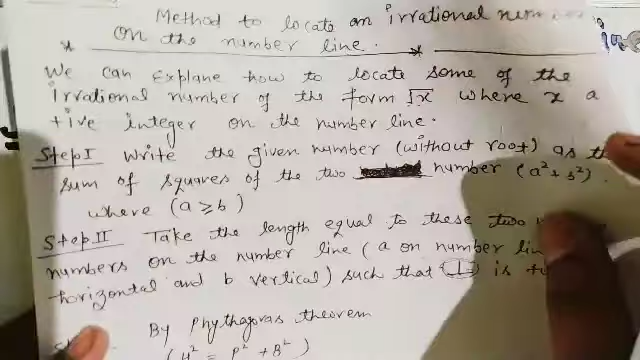 Method to locate an irrational num
on the number line.
We can Explane how to locate some of the
irrational number of the form √x where x a
tive integer on the number line.
Step I Write the given number (without root) as th
sum of squares of the two number (a²+b²).
where (a ≥ b)
Step II Take the length equal to these two
numbers on the number line (a on number lin
horizontal and b vertical) such that is
By Phythagoras theorem
(H² = P² + B²)